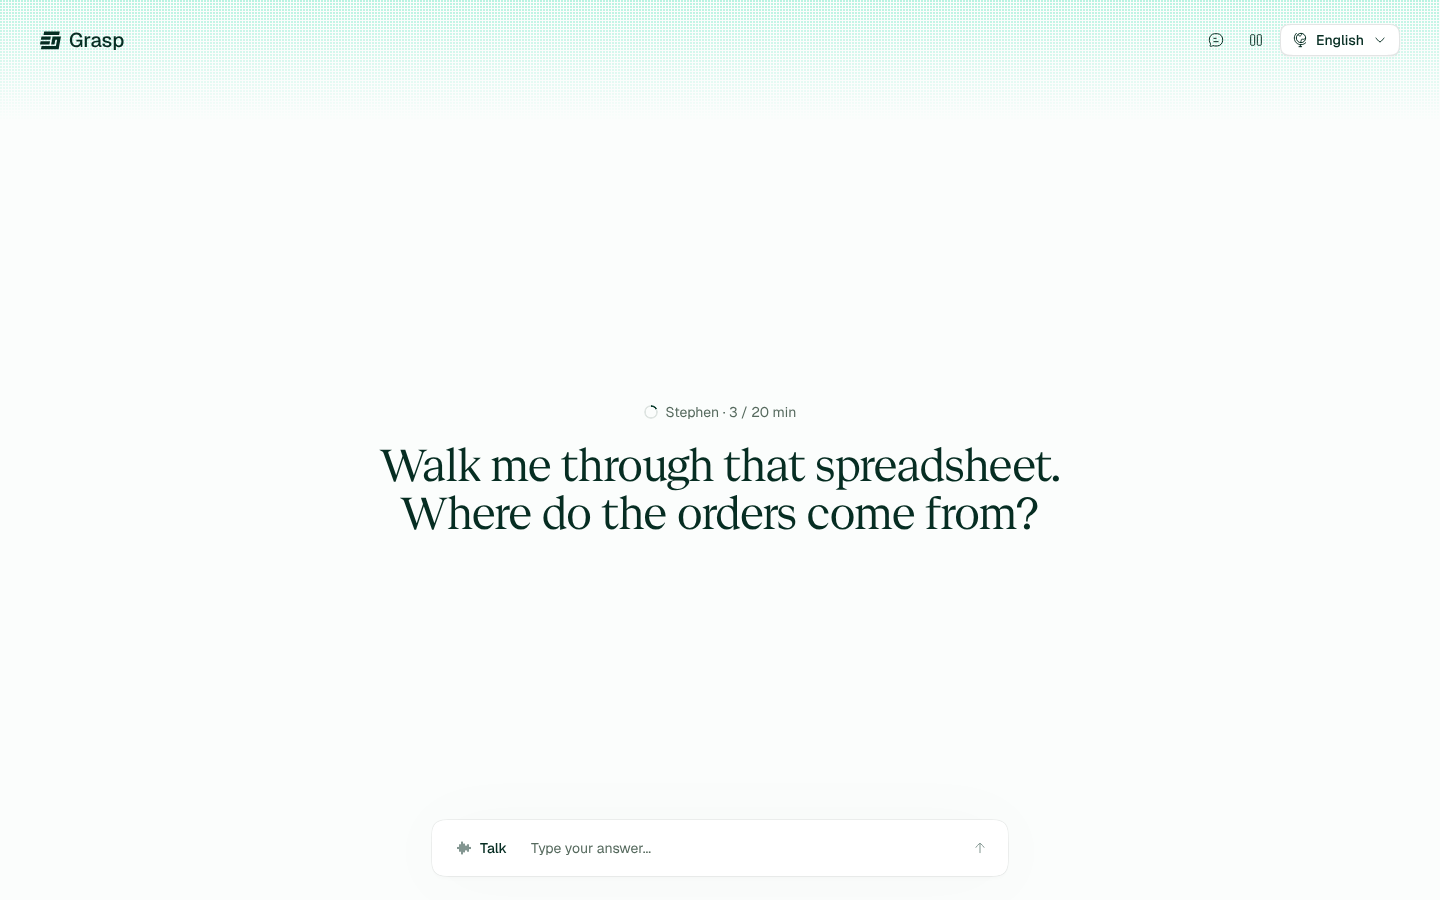 Grasp
English
Stephen · 3 / 20 min
Walk me through that spreadsheet.
Where do the orders come from?
Talk
Type your answer...